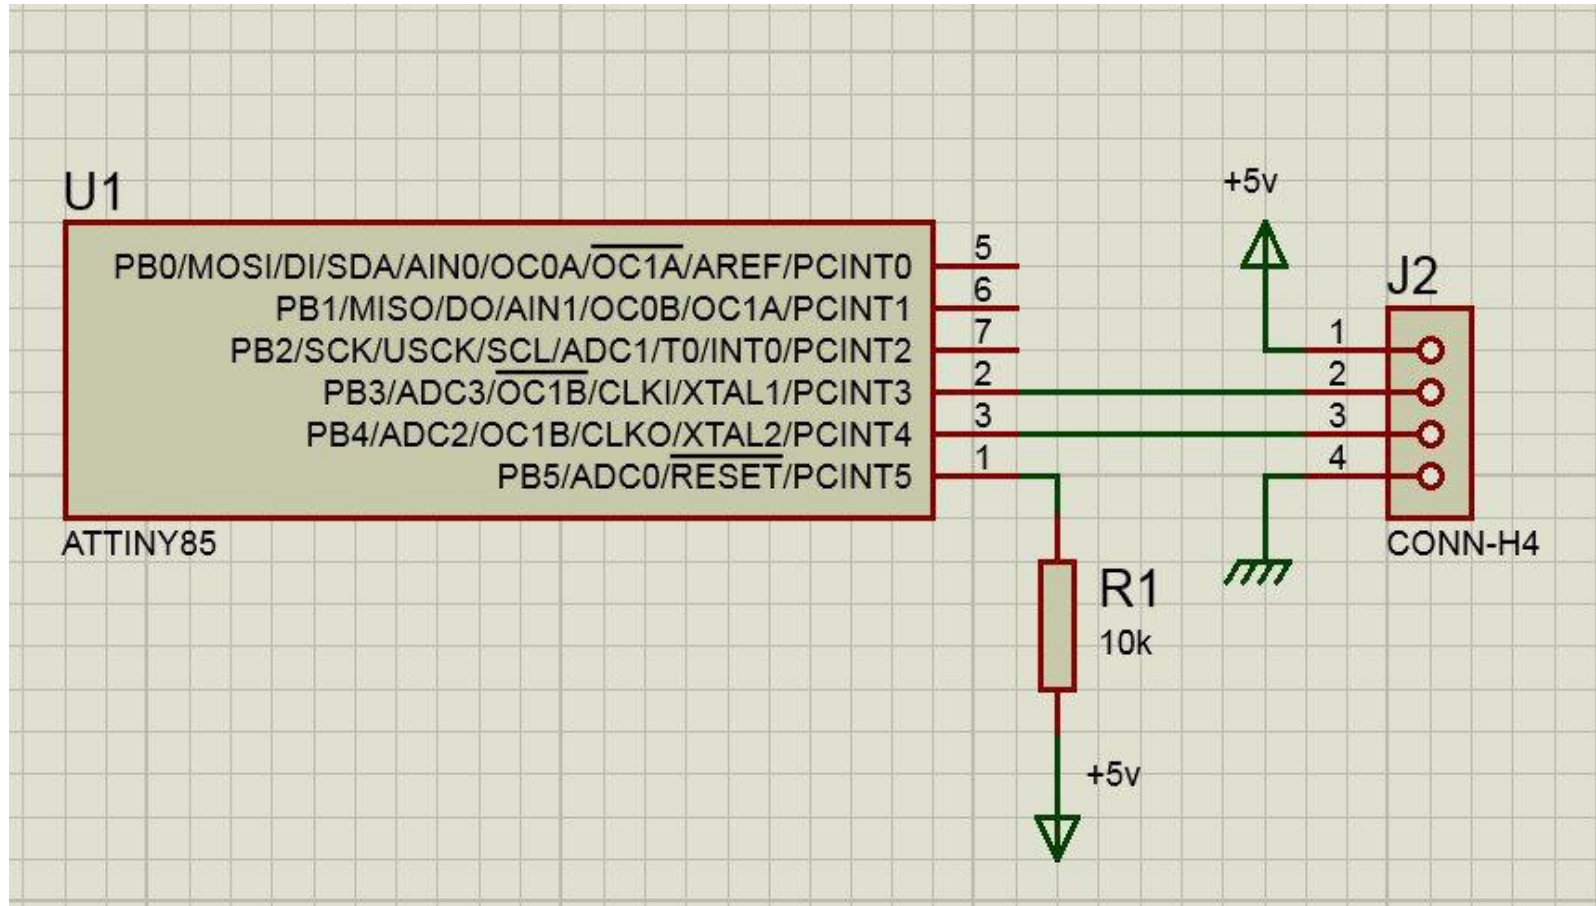 U1
PB0/MOSI/DI/SDA/AIN0/OC0A/OC1A/AREF/PCINT0
5
PB1/MISO/DO/AIN1/OC0B/OC1A/PCINT1
6
PB2/SCK/USCK/SCL/ADC1/T0/INT0/PCINT2
7
PB3/ADC3/OC1B/CLKI/XTAL1/PCINT3
2
PB4/ADC2/OC1B/CLKO/XTAL2/PCINT4
3
PB5/ADC0/RESET/PCINT5
1
ATTINY85
+5v
J2
1
2
3
4
CONN-H4
R1
10k
+5v